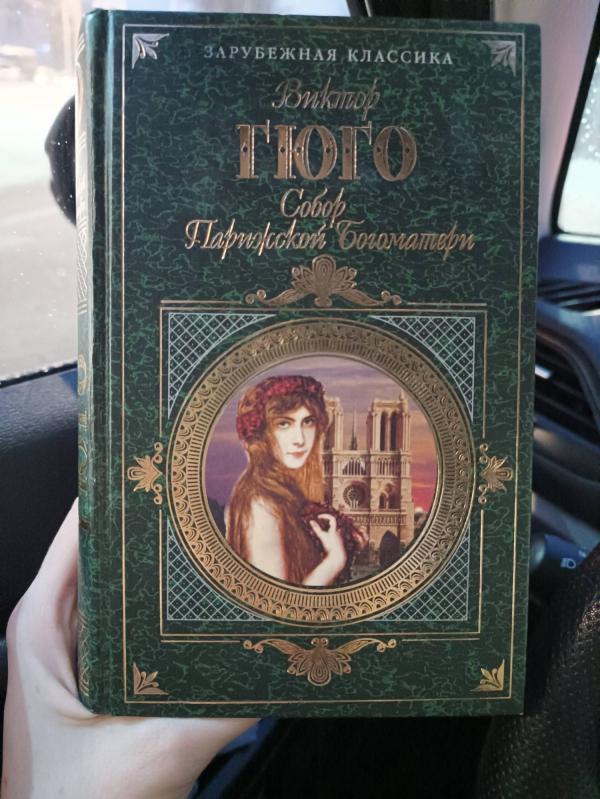 ЗАРУБЕЖНАЯ КЛАССИКА
Виктор
ГЮГО
Собор
Парижской Богоматери